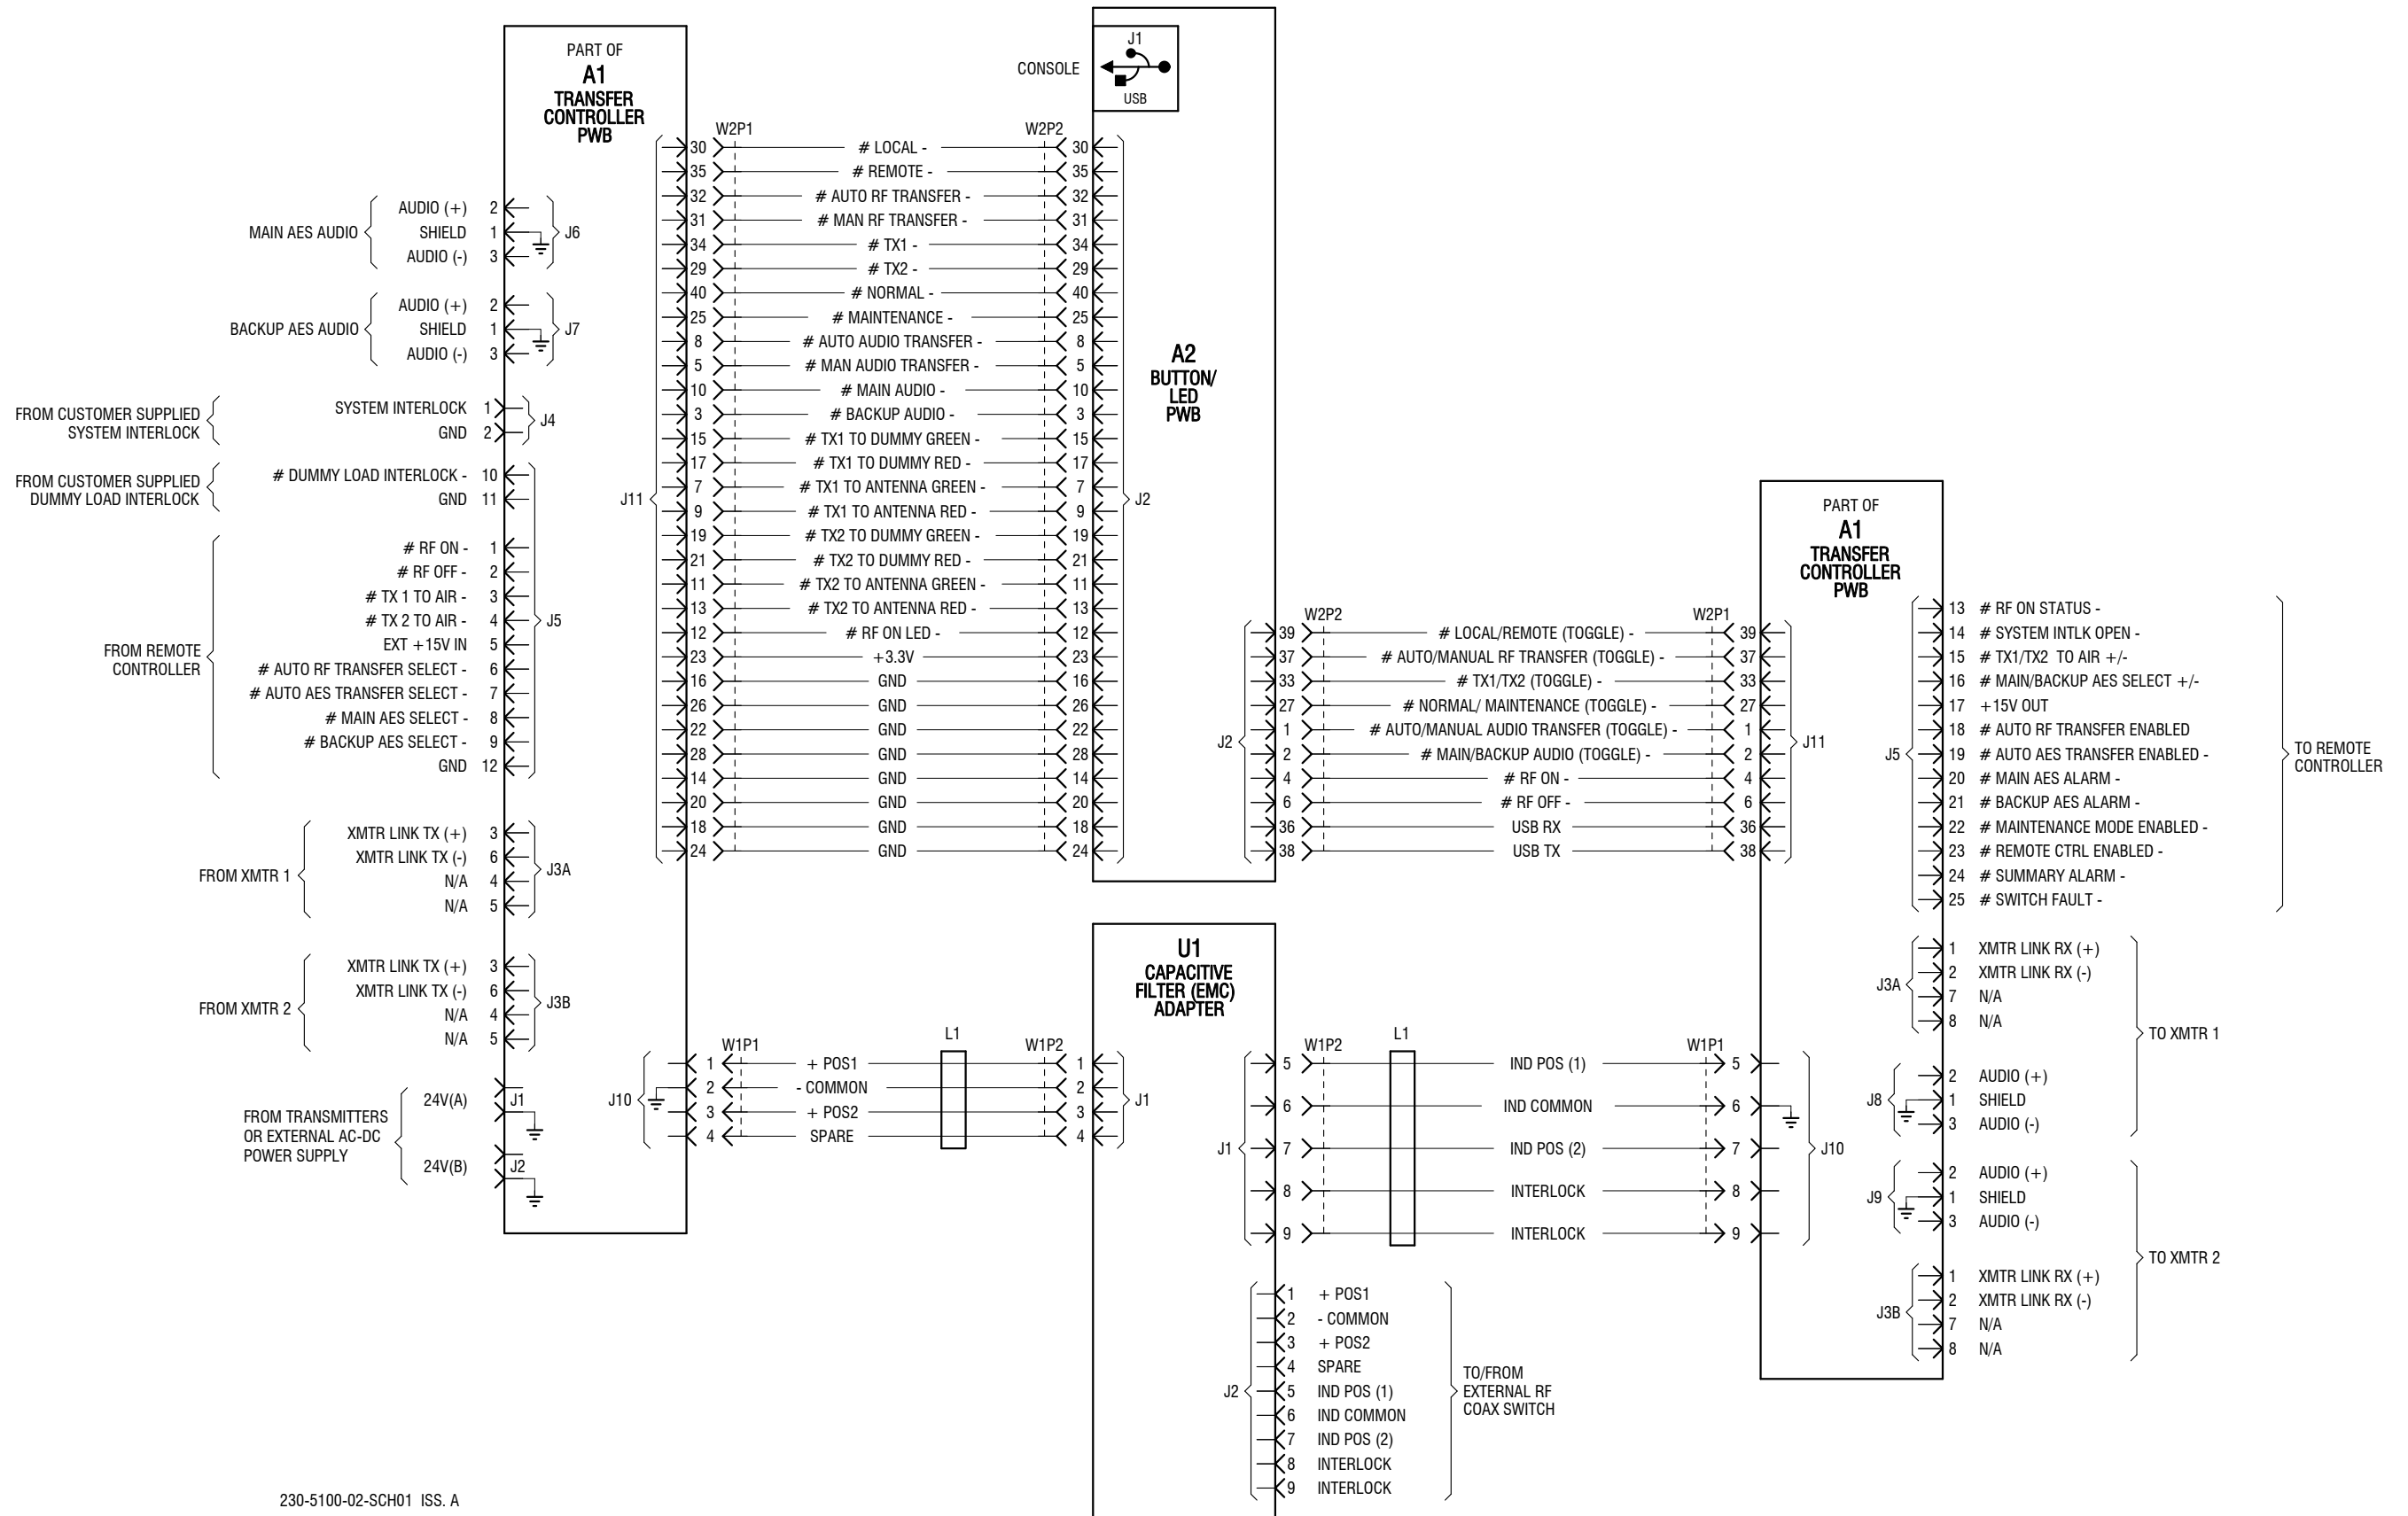 PART OF
A1
TRANSFER
CONTROLLER
PWB
MAIN AES AUDIO
AUDIO (+) 2
SHIELD 1
AUDIO (-) 3
J6
BACKUP AES AUDIO
AUDIO (+) 2
SHIELD 1
AUDIO (-) 3
J7
FROM CUSTOMER SUPPLIED
SYSTEM INTERLOCK
SYSTEM INTERLOCK 1
GND 2
J4
FROM CUSTOMER SUPPLIED
DUMMY LOAD INTERLOCK
# DUMMY LOAD INTERLOCK - 10
GND 11
FROM REMOTE
CONTROLLER
# RF ON - 1
# RF OFF - 2
# TX 1 TO AIR - 3
# TX 2 TO AIR - 4
EXT +15V IN 5
# AUTO RF TRANSFER SELECT - 6
# AUTO AES TRANSFER SELECT - 7
# MAIN AES SELECT - 8
# BACKUP AES SELECT - 9
GND 12
J5
FROM XMTR 1
XMTR LINK TX (+) 3
XMTR LINK TX (-) 6
N/A 4
N/A 5
J3A
FROM XMTR 2
XMTR LINK TX (+) 3
XMTR LINK TX (-) 6
N/A 4
N/A 5
J3B
FROM TRANSMITTERS
OR EXTERNAL AC-DC
POWER SUPPLY
24V(A) J1
24V(B) J2
J11
W2P1 W2P2
30 # LOCAL - 30
35 # REMOTE - 35
32 # AUTO RF TRANSFER - 32
31 # MAN RF TRANSFER - 31
34 # TX1 - 34
29 # TX2 - 29
40 # NORMAL - 40
25 # MAINTENANCE - 25
8 # AUTO AUDIO TRANSFER - 8
5 # MAN AUDIO TRANSFER - 5
10 # MAIN AUDIO - 10
3 # BACKUP AUDIO - 3
15 # TX1 TO DUMMY GREEN - 15
17 # TX1 TO DUMMY RED - 17
7 # TX1 TO ANTENNA GREEN - 7
9 # TX1 TO ANTENNA RED - 9
19 # TX2 TO DUMMY GREEN - 19
21 # TX2 TO DUMMY RED - 21
11 # TX2 TO ANTENNA GREEN - 11
13 # TX2 TO ANTENNA RED - 13
12 # RF ON LED - 12
23 +3.3V 23
16 GND 16
26 GND 26
22 GND 22
28 GND 28
14 GND 14
20 GND 20
18 GND 18
24 GND 24
J2
CONSOLE
J1
USB
A2
BUTTON/
LED
PWB
J2
W2P2 W2P1
39 # LOCAL/REMOTE (TOGGLE) - 39
37 # AUTO/MANUAL RF TRANSFER (TOGGLE) - 37
33 # TX1/TX2 (TOGGLE) - 33
27 # NORMAL/ MAINTENANCE (TOGGLE) - 27
1 # AUTO/MANUAL AUDIO TRANSFER (TOGGLE) - 1
2 # MAIN/BACKUP AUDIO (TOGGLE) - 2
4 # RF ON - 4
6 # RF OFF - 6
36 USB RX 36
38 USB TX 38
J11
J10
W1P1 L1 W1P2
1 + POS1 1
2 - COMMON 2
3 + POS2 3
4 SPARE 4
J1
U1
CAPACITIVE
FILTER (EMC)
ADAPTER
J1
W1P2 L1 W1P1
5 IND POS (1) 5
6 IND COMMON 6
7 IND POS (2) 7
8 INTERLOCK 8
9 INTERLOCK 9
J10
J2
1 + POS1
2 - COMMON
3 + POS2
4 SPARE
5 IND POS (1)
6 IND COMMON
7 IND POS (2)
8 INTERLOCK
9 INTERLOCK
TO/FROM
EXTERNAL RF
COAX SWITCH
PART OF
A1
TRANSFER
CONTROLLER
PWB
J5
13 # RF ON STATUS -
14 # SYSTEM INTLK OPEN -
15 # TX1/TX2 TO AIR +/-
16 # MAIN/BACKUP AES SELECT +/-
17 +15V OUT
18 # AUTO RF TRANSFER ENABLED
19 # AUTO AES TRANSFER ENABLED -
20 # MAIN AES ALARM -
21 # BACKUP AES ALARM -
22 # MAINTENANCE MODE ENABLED -
23 # REMOTE CTRL ENABLED -
24 # SUMMARY ALARM -
25 # SWITCH FAULT -
TO REMOTE
CONTROLLER
J3A
1 XMTR LINK RX (+)
2 XMTR LINK RX (-)
7 N/A
8 N/A
J8
2 AUDIO (+)
1 SHIELD
3 AUDIO (-)
TO XMTR 1
J9
2 AUDIO (+)
1 SHIELD
3 AUDIO (-)
J3B
1 XMTR LINK RX (+)
2 XMTR LINK RX (-)
7 N/A
8 N/A
TO XMTR 2
230-5100-02-SCH01 ISS. A